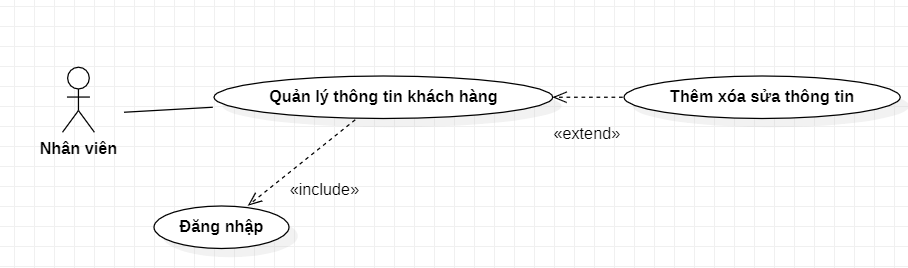 Quản lý thông tin khách hàng
Thêm xóa sửa thông tin
«extend»
Nhân viên
«include»
Đăng nhập